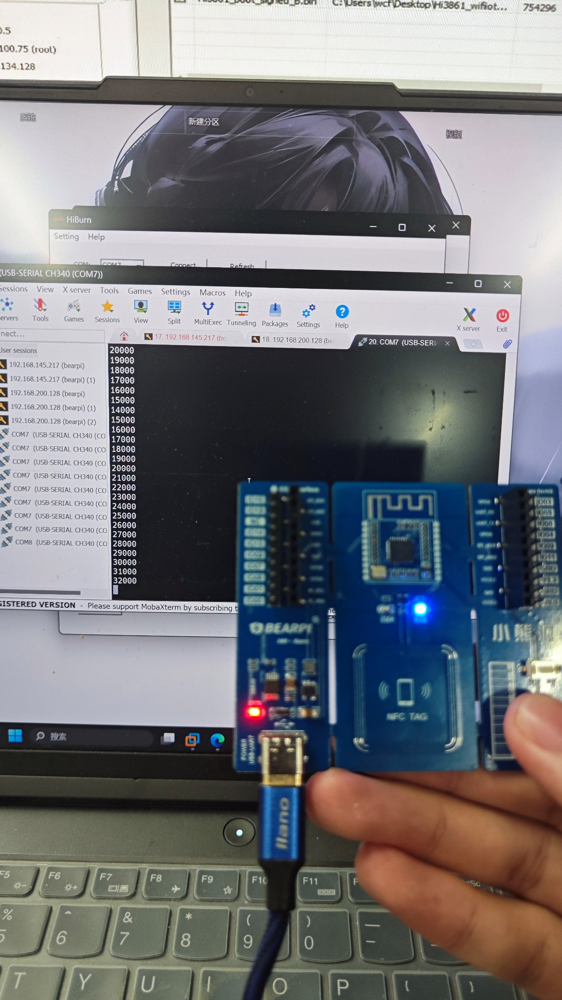 Hi3861_boot_signed_B.bin C:\Users\wcf\Desktop\Hi3861_wifiiot... 754296
0.5
100.75 (root)
134.128
系统
新建分区
视频
HiBurn
Setting Help
COM: COM7 Connect Refresh
(USB-SERIAL CH340 (COM7))
Sessions View X server Tools Games Settings Macros Help
ervers Tools Games Sessions View Split MultiExec Tunneling Packages Settings Help X server Exit
nect...
17. 192.168.145.217 (be
18. 192.168.200.128 (be
20. COM7 (USB-SERI
User sessions
192.168.145.217 (bearpi)
192.168.145.217 (bearpi) (1)
192.168.200.128 (bearpi)
192.168.200.128 (bearpi) (1)
192.168.200.128 (bearpi) (2)
COM7 (USB-SERIAL CH340 (CO
COM7 (USB-SERIAL CH340 (CO
COM7 (USB-SERIAL CH340 (CO
COM7 (USB-SERIAL CH340 (CO
COM7 (USB-SERIAL CH340 (CO
COM7 (USB-SERIAL CH340 (CO
COM7 (USB-SERIAL CH340 (CO
COM7 (USB-SERIAL CH340 (CO
COM8 (USB-SERIAL CH340 (CO
20000
19000
18000
17000
16000
15000
14000
15000
16000
17000
18000
19000
20000
21000
22000
23000
24000
25000
26000
27000
28000
29000
30000
31000
32000
GISTERED VERSION - Please support MobaXterm by subscribing t
BEARPI
小熊派
NFC TAG
POWER
USB-UART
搜索
llano
F5 F6 F7 F8 F9 F10 F11
% ^ & * ( )
5 6 7 8 9 0
T Y U I O P { }